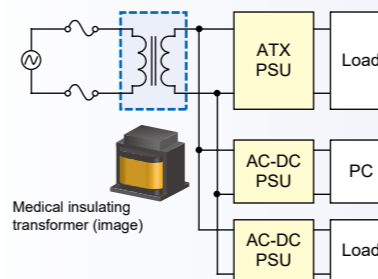 ATX
PSU
Load
AC-DC
PSU
PC
Medical insulating
transformer (image)
AC-DC
PSU
Load